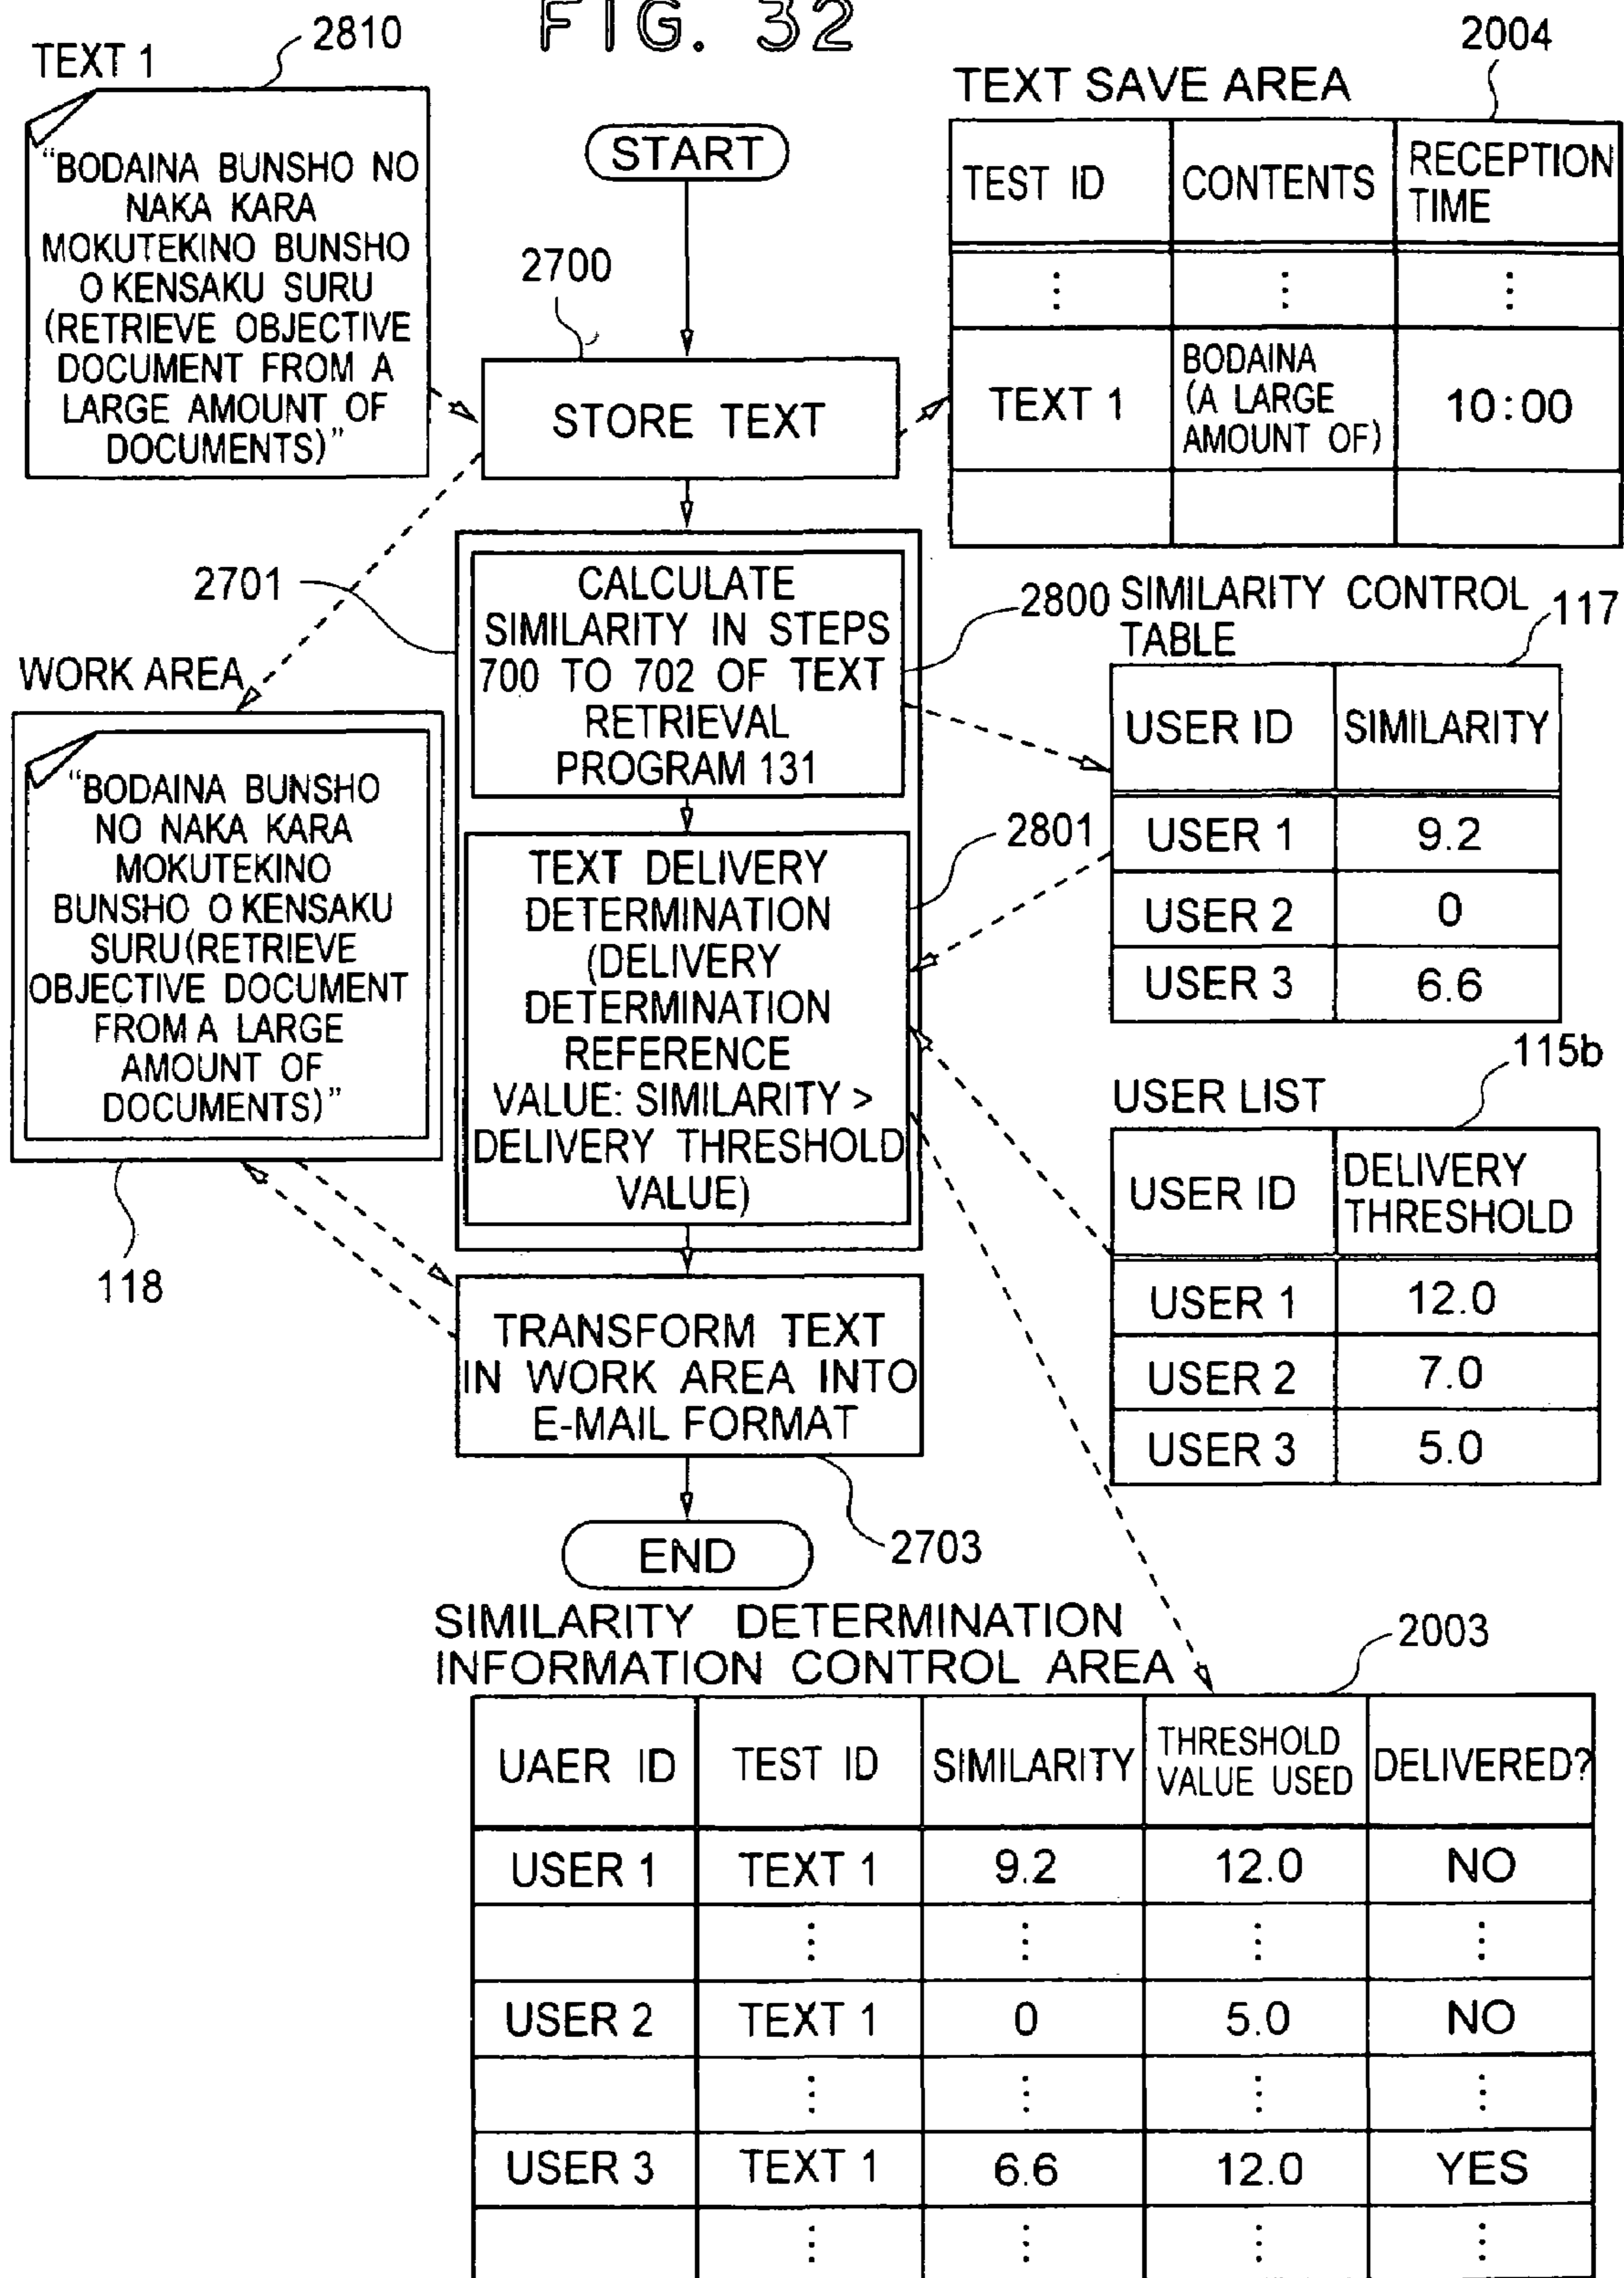 FIG. 32
TEXT 1
2810
"BODAINA BUNSHO NO
NAKA KARA
MOKUTEKINO BUNSHO
O KENSAKU SURU
(RETRIEVE OBJECTIVE
DOCUMENT FROM A
LARGE AMOUNT OF
DOCUMENTS)"
START
2700
STORE TEXT
2004
TEXT SAVE AREA
TEST ID CONTENTS RECEPTION
TIME
⋮ ⋮ ⋮
TEXT 1 BODAINA
(A LARGE
AMOUNT OF) 10:00
2701
CALCULATE
SIMILARITY IN STEPS
700 TO 702 OF TEXT
RETRIEVAL
PROGRAM 131
2800
SIMILARITY CONTROL
TABLE
117
USER ID SIMILARITY
USER 1 9.2
USER 2 0
USER 3 6.6
WORK AREA
"BODAINA BUNSHO
NO NAKA KARA
MOKUTEKINO
BUNSHO O KENSAKU
SURU(RETRIEVE
OBJECTIVE DOCUMENT
FROM A LARGE
AMOUNT OF
DOCUMENTS)"
118
TEXT DELIVERY
DETERMINATION
(DELIVERY
DETERMINATION
REFERENCE
VALUE: SIMILARITY >
DELIVERY THRESHOLD
VALUE)
2801
115b
USER LIST
USER ID DELIVERY
THRESHOLD
USER 1 12.0
USER 2 7.0
USER 3 5.0
TRANSFORM TEXT
IN WORK AREA INTO
E-MAIL FORMAT
2703
END
SIMILARITY DETERMINATION
INFORMATION CONTROL AREA
2003
UAER ID TEST ID SIMILARITY THRESHOLD
VALUE USED DELIVERED?
USER 1 TEXT 1 9.2 12.0 NO
⋮ ⋮ ⋮ ⋮
USER 2 TEXT 1 0 5.0 NO
⋮ ⋮ ⋮ ⋮
USER 3 TEXT 1 6.6 12.0 YES
⋮ ⋮ ⋮ ⋮